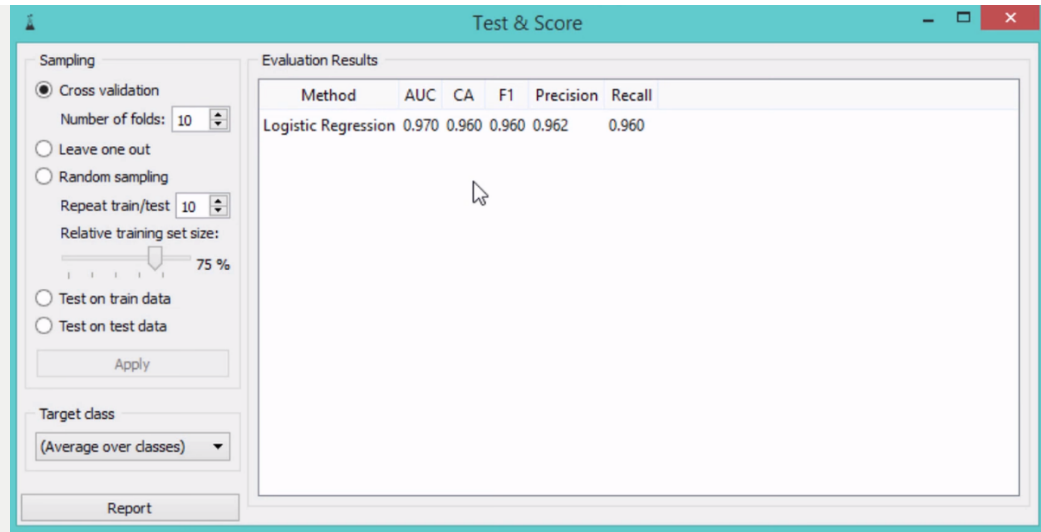 Test & Score
Sampling
Cross validation
Number of folds: 10
Leave one out
Random sampling
Repeat train/test 10
Relative training set size:
75 %
Test on train data
Test on test data
Apply
Target class
(Average over classes)
Report
Evaluation Results
Method AUC CA F1 Precision Recall
Logistic Regression 0.970 0.960 0.960 0.962 0.960